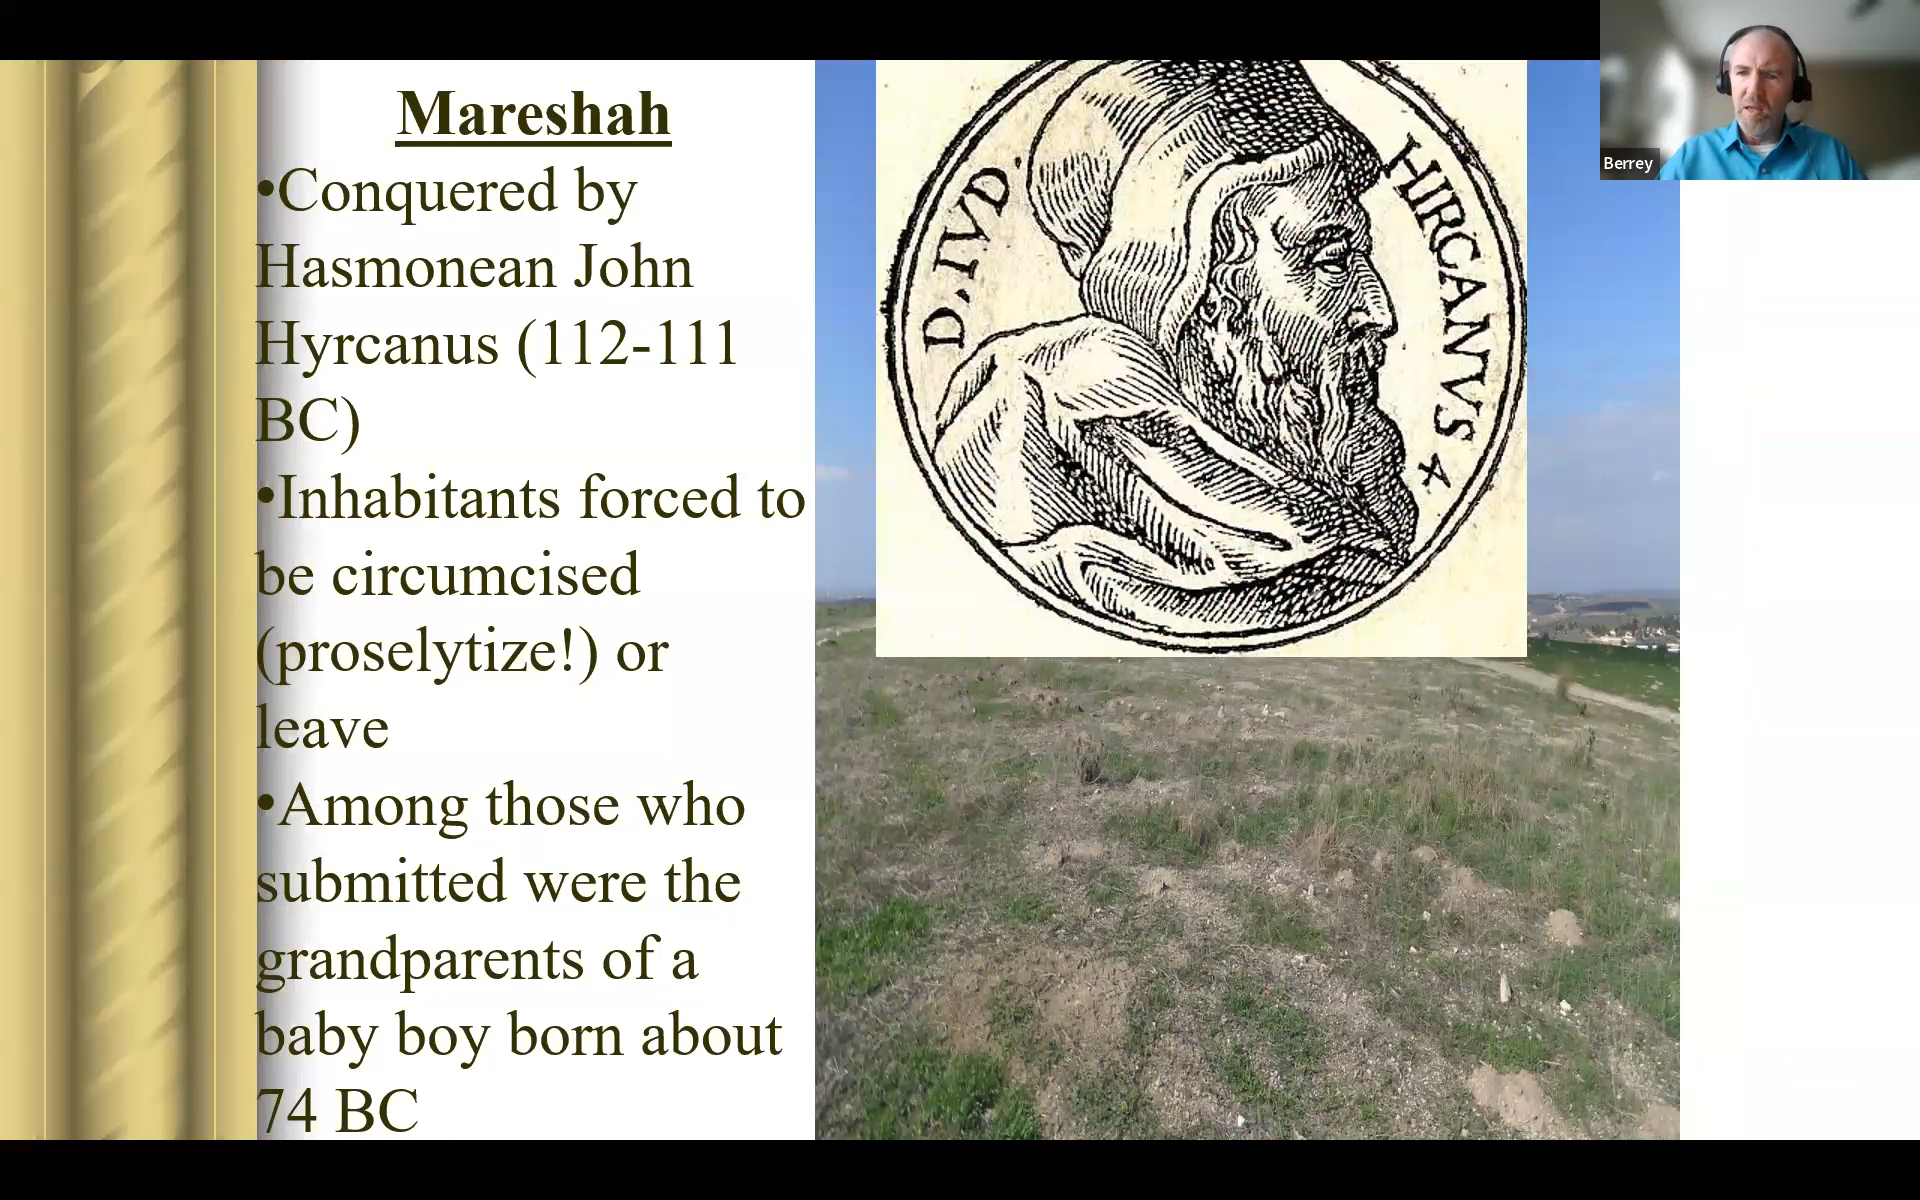 Mareshah
•Conquered by
Hasmonean John
Hyrcanus (112-111
BC)
•Inhabitants forced to
be circumcised
(proselytize!) or
leave
•Among those who
submitted were the
grandparents of a
baby boy born about
74 BC
D. IVD.
HIRCANVS 4
Berrey